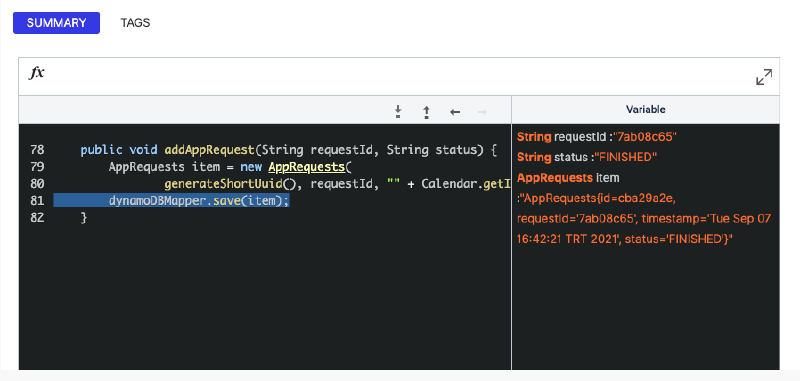 SUMMARY TAGS
fx
Variable
78 public void addAppRequest(String requestId, String status) {
79 AppRequests item = new AppRequests(
80 generateShortUuid(), requestId, "" + Calendar.getI
81 dynamoDBMapper.save(item);
82 }
String requestId :"7ab08c65"
String status :"FINISHED"
AppRequests item
:"AppRequests{id=cba29a2e,
requestId='7ab08c65', timestamp='Tue Sep 07
16:42:21 TRT 2021', status='FINISHED'}"